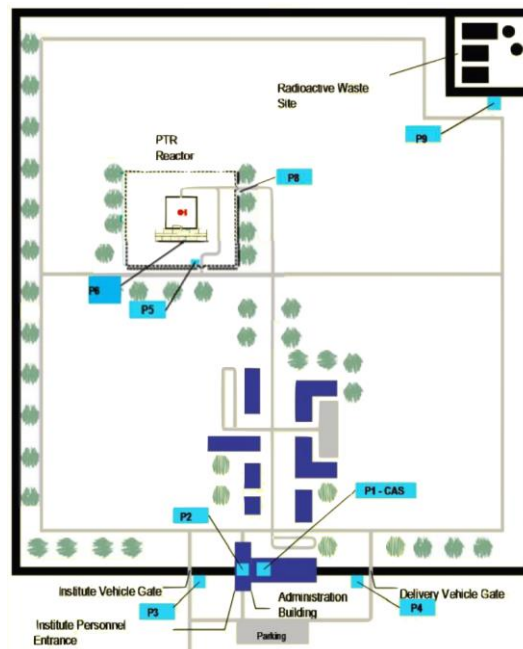 Radioactive Waste
Site
P9
PTR
Reactor
P8
P6
P5
P1 - CAS
P2
Institute Vehicle Gate
P3
Institute Personnel
Entrance
Administration
Building
Parking
Delivery Vehicle Gate
P4